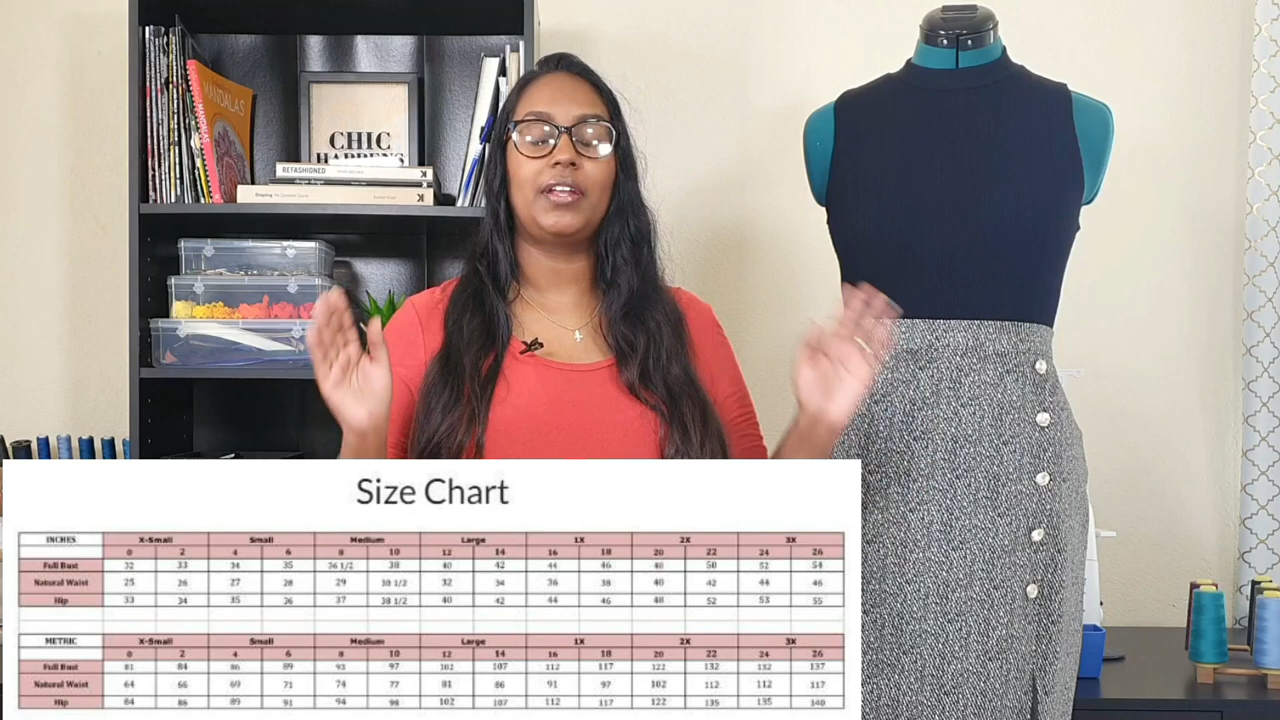 MANDALAS
MANDALAS
CHIC
HAPPENS
REFASHIONED
Draping
Size Chart
INCHES X-Small Small Medium Large 1X 2X 3X
0 2 4 6 8 10 12 14 16 18 20 22 24 26
Full Bust 32 33 34 35 36 1/2 38 40 42 44 46 48 50 52 54
Natural Waist 25 26 27 28 29 30 1/2 32 34 36 38 40 42 44 46
Hip 33 34 35 36 37 38 1/2 40 42 44 46 48 52 53 55
METRIC X-Small Small Medium Large 1X 2X 3X
0 2 4 6 8 10 12 14 16 18 20 22 24 26
Full Bust 81 84 86 89 93 97 102 107 112 117 122 132 132 137
Natural Waist 64 66 69 71 74 77 81 86 91 97 102 112 112 117
Hip 84 86 89 91 94 98 102 107 112 117 122 135 135 140